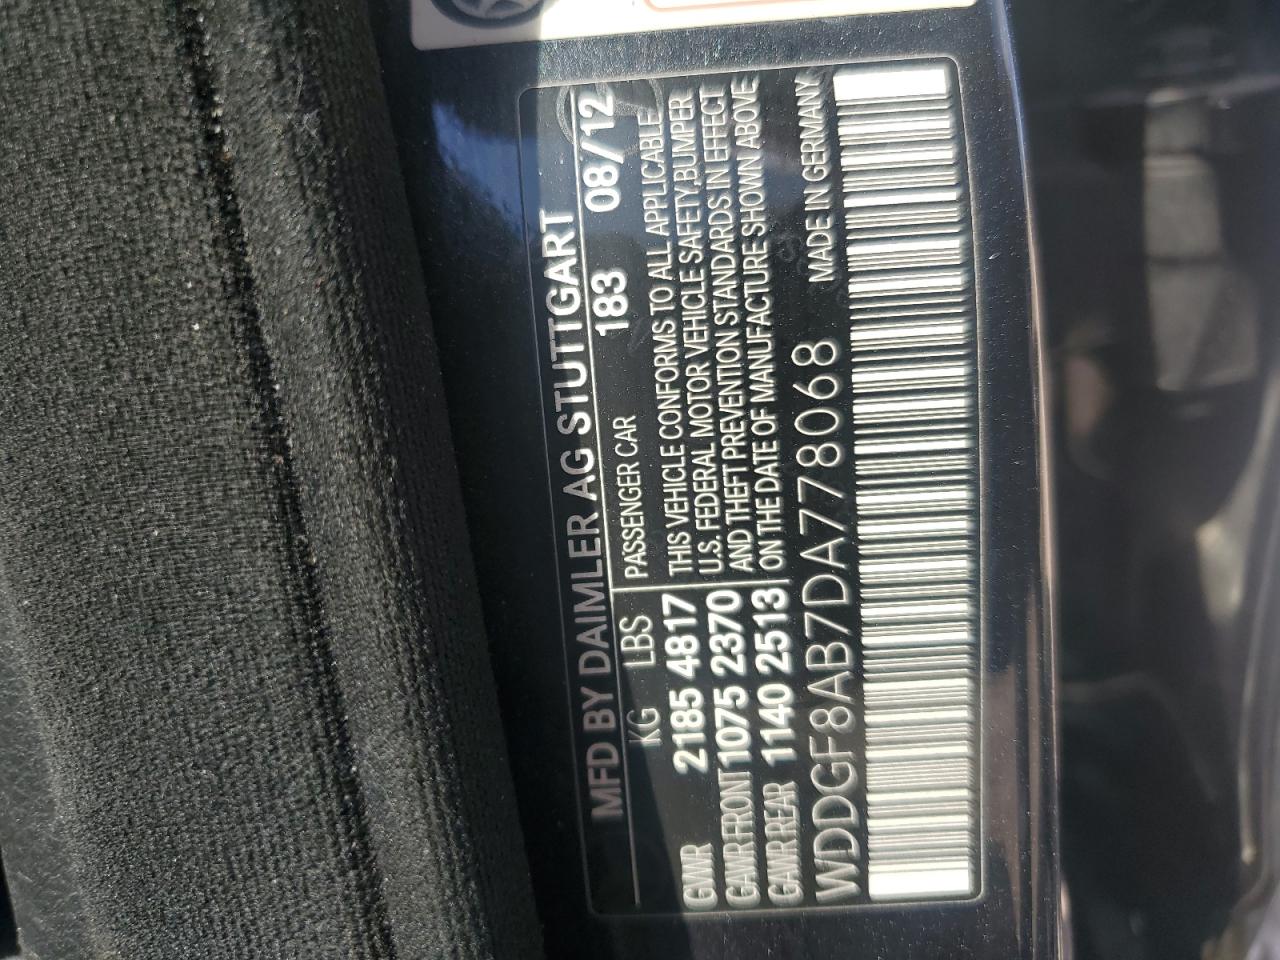 MFD BY DAIMLER AG STUTTGART
183 08/12
KG LBS PASSENGER CAR
GVWR 2185 4817
GAWR FRONT 1075 2370
GAWR REAR 1140 2513
THIS VEHICLE CONFORMS TO ALL APPLICABLE
U.S. FEDERAL MOTOR VEHICLE SAFETY,BUMPER
AND THEFT PREVENTION STANDARDS IN EFFECT
ON THE DATE OF MANUFACTURE SHOWN ABOVE
WDDGF8AB7DA778068 MADE IN GERMANY